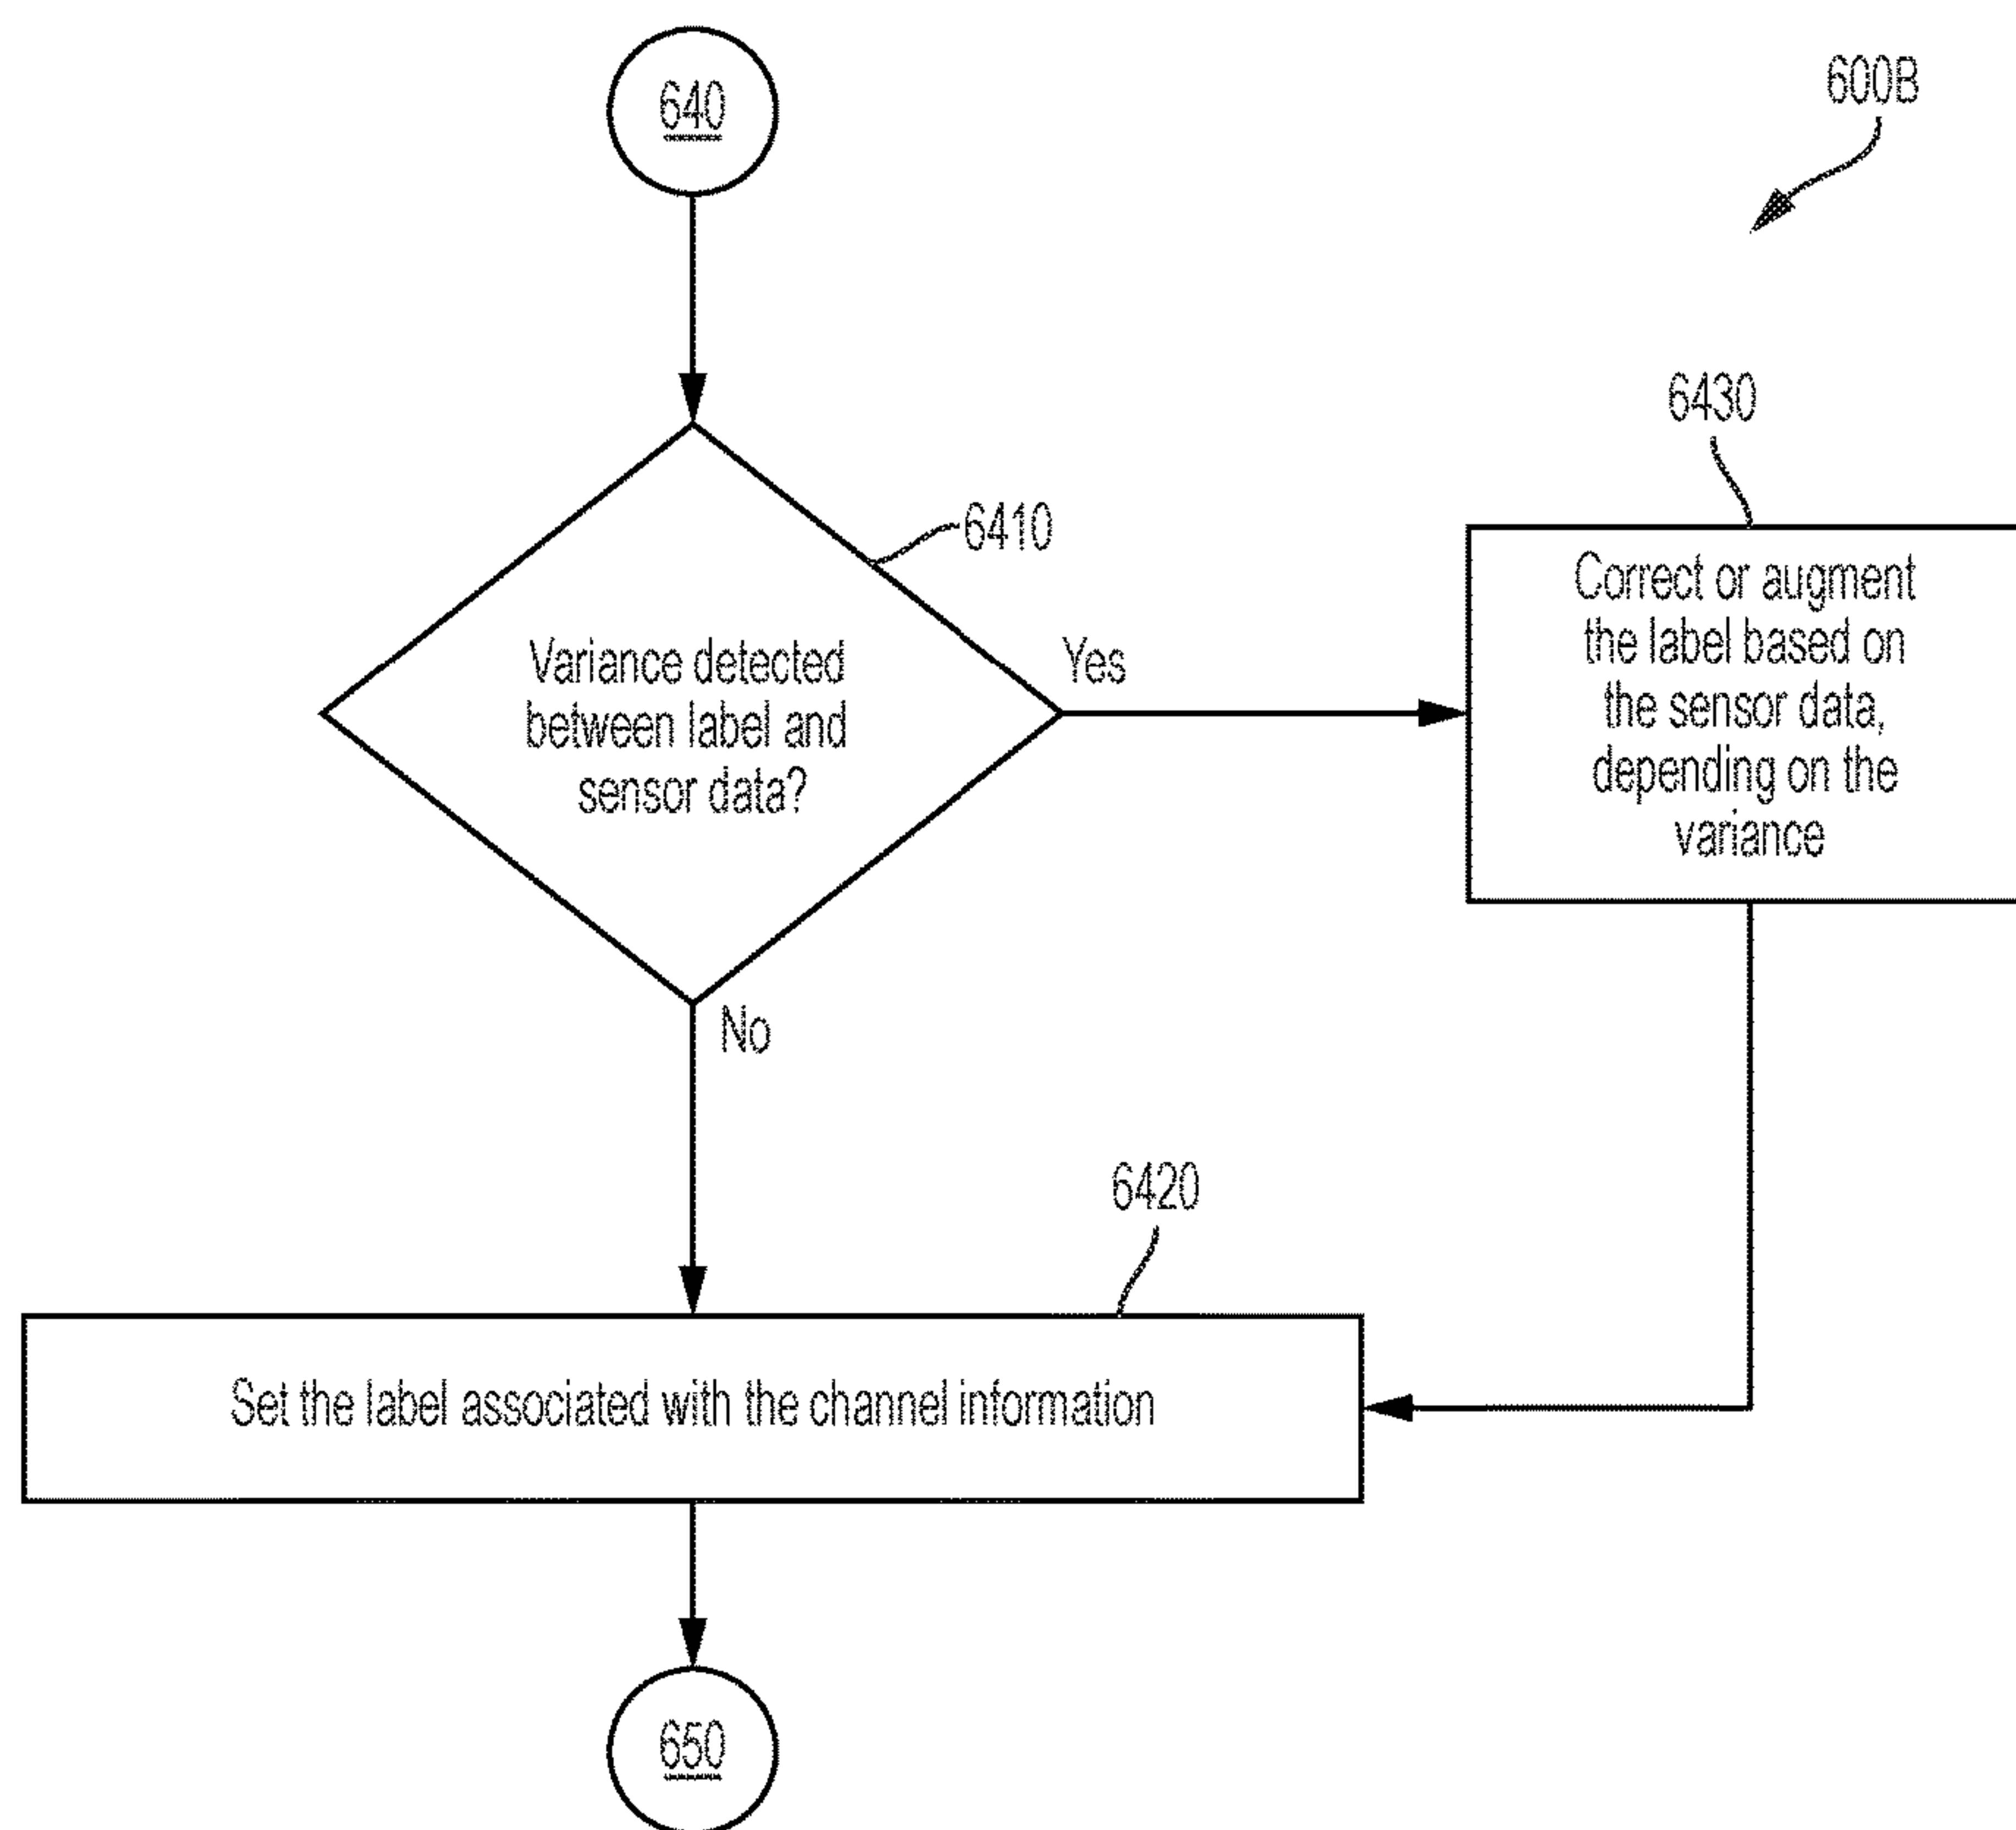 640
600B
6430
6410
Variance detected
between label and
sensor data?
Yes
Correct or augment
the label based on
the sensor data,
depending on the
variance
No
6420
Set the label associated with the channel information
650